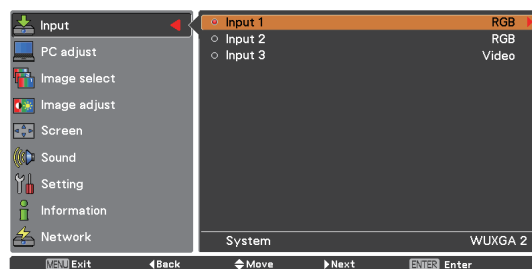 Input
PC adjust
Image select
Image adjust
Screen
Sound
Setting
Information
Network
Input 1 RGB
Input 2 RGB
Input 3 Video
System WUXGA 2
MENU Exit Back Move Next ENTER Enter